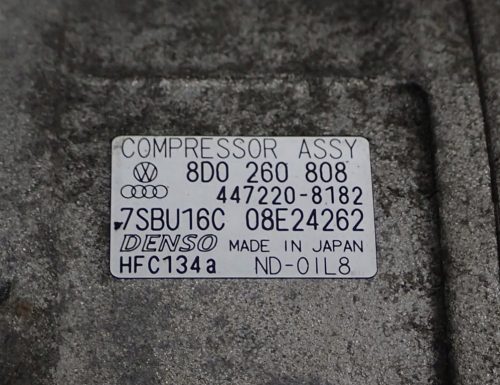 COMPRESSOR ASSY
8D0 260 808
447220-8182
7SBU16C 08E24262
DENSO MADE IN JAPAN
HFC134a ND-OIL8